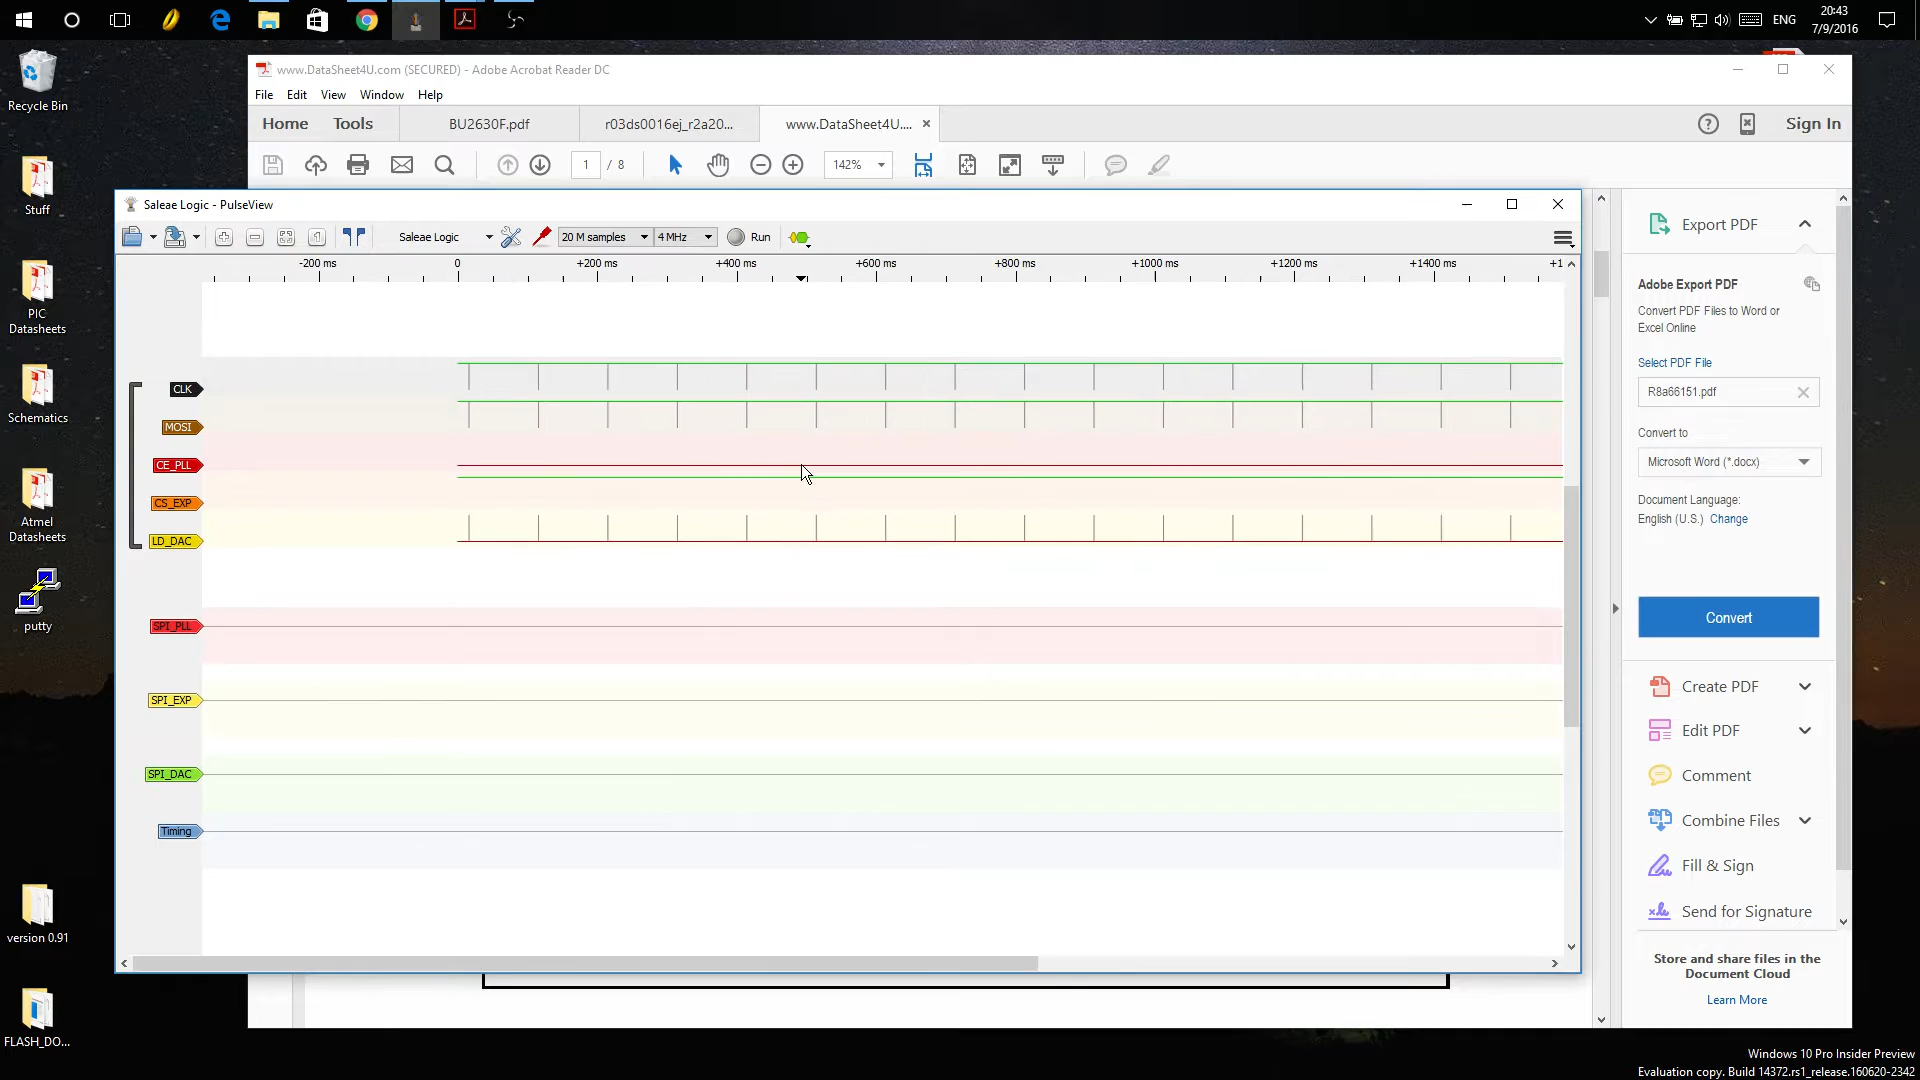 ENG
20:43
7/9/2016
Recycle Bin
Stuff
PIC
Datasheets
Schematics
Atmel
Datasheets
putty
version 0.91
FLASH_DO...
www.DataSheet4U.com (SECURED) - Adobe Acrobat Reader DC
File Edit View Window Help
Home Tools BU2630F.pdf r03ds0016ej_r2a20... www.DataSheet4U.... × Sign In
1 / 8 142%
Saleae Logic - PulseView
Saleae Logic 20 M samples 4 MHz Run
-200 ms 0 +200 ms +400 ms +600 ms +800 ms +1000 ms +1200 ms +1400 ms +1
CLK
MOSI
CE_PLL
CS_EXP
LD_DAC
SPI_PLL
SPI_EXP
SPI_DAC
Timing
Export PDF
Adobe Export PDF
Convert PDF Files to Word or
Excel Online
Select PDF File
R8a66151.pdf
Convert to
Microsoft Word (*.docx)
Document Language:
English (U.S.) Change
Convert
Create PDF
Edit PDF
Comment
Combine Files
Fill & Sign
Send for Signature
Store and share files in the
Document Cloud
Learn More
Windows 10 Pro Insider Preview
Evaluation copy. Build 14372.rs1_release.160620-2342